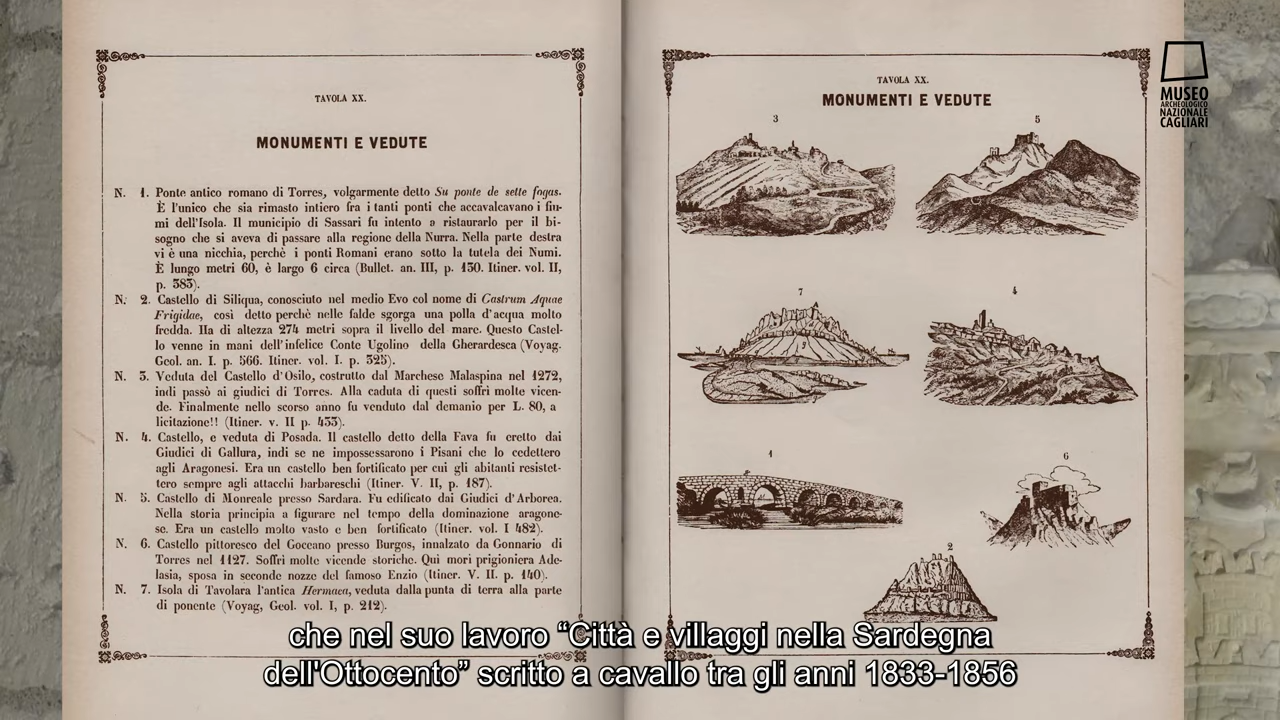 TAVOLA XX.
MONUMENTI E VEDUTE
N. 1. Ponte antico romano di Torres, volgarmente detto Su ponte de sette fogas.
È l'unico che sia rimasto intiero fra i tanti ponti che accavalcavano i fiu-
mi dell'Isola. Il municipio di Sassari fu intento a ristaurarlo per il bi-
sogno che si aveva di passare alla regione della Nurra. Nella parte destra
vi è una nicchia, perchè i ponti Romani erano sotto la tutela dei Numi.
È lungo metri 60, è largo 6 circa (Bullet. an. III, p. 130. Itiner. vol. II,
p. 383).
N. 2. Castello di Siliqua, conosciuto nel medio Evo col nome di Castrum Aquae
Frigidae, così detto perchè nelle falde sgorga una polla d'acqua molto
fredda. Ha di altezza 274 metri sopra il livello del mare. Questo Castel-
lo venne in mani dell'infelice Conte Ugolino della Gherardesca (Voyag.
Geol. an. I. p. 566. Itiner. vol. I. p. 325).
N. 3. Veduta del Castello d'Osilo, costrutto dal Marchese Malaspina nel 1272,
indi passò ai giudici di Torres. Alla caduta di questi soffrì molte vicen-
de. Finalmente nello scorso anno fu venduto dal demanio per L. 80, a
licitazione!! (Itiner. v. II p. 433).
N. 4. Castello, e veduta di Posada. Il castello detto della Fava fu eretto dai
Giudici di Gallura, indi se ne impossessarono i Pisani che lo cedettero
agli Aragonesi. Era un castello ben fortificato per cui gli abitanti resistet-
tero sempre agli attacchi barbareschi (Itiner. V. II, p. 187).
N. 5. Castello di Monreale presso Sardara. Fu edificato dai Giudici d'Arborea.
Nella storia principia a figurare nel tempo della dominazione aragone-
se. Era un castello molto vasto e ben fortificato (Itiner. vol. I 482).
N. 6. Castello pittoresco del Goceano presso Burgos, innalzato da Gonnario di
Torres nel 1127. Soffrì molte vicende storiche. Qui morì prigioniera Ade-
lasia, sposa in seconde nozze del famoso Enzio (Itiner. V. II. p. 140).
N. 7. Isola di Tavolara l'antica Hermaea, veduta dalla punta di terra alla parte
di ponente (Voyag, Geol. vol. I, p. 212).
TAVOLA XX.
MONUMENTI E VEDUTE
3
5
7
4
1
6
2
MUSEO
ARCHEOLOGICO
NAZIONALE
CAGLIARI
che nel suo lavoro “Città e villaggi nella Sardegna
dell'Ottocento” scritto a cavallo tra gli anni 1833-1856